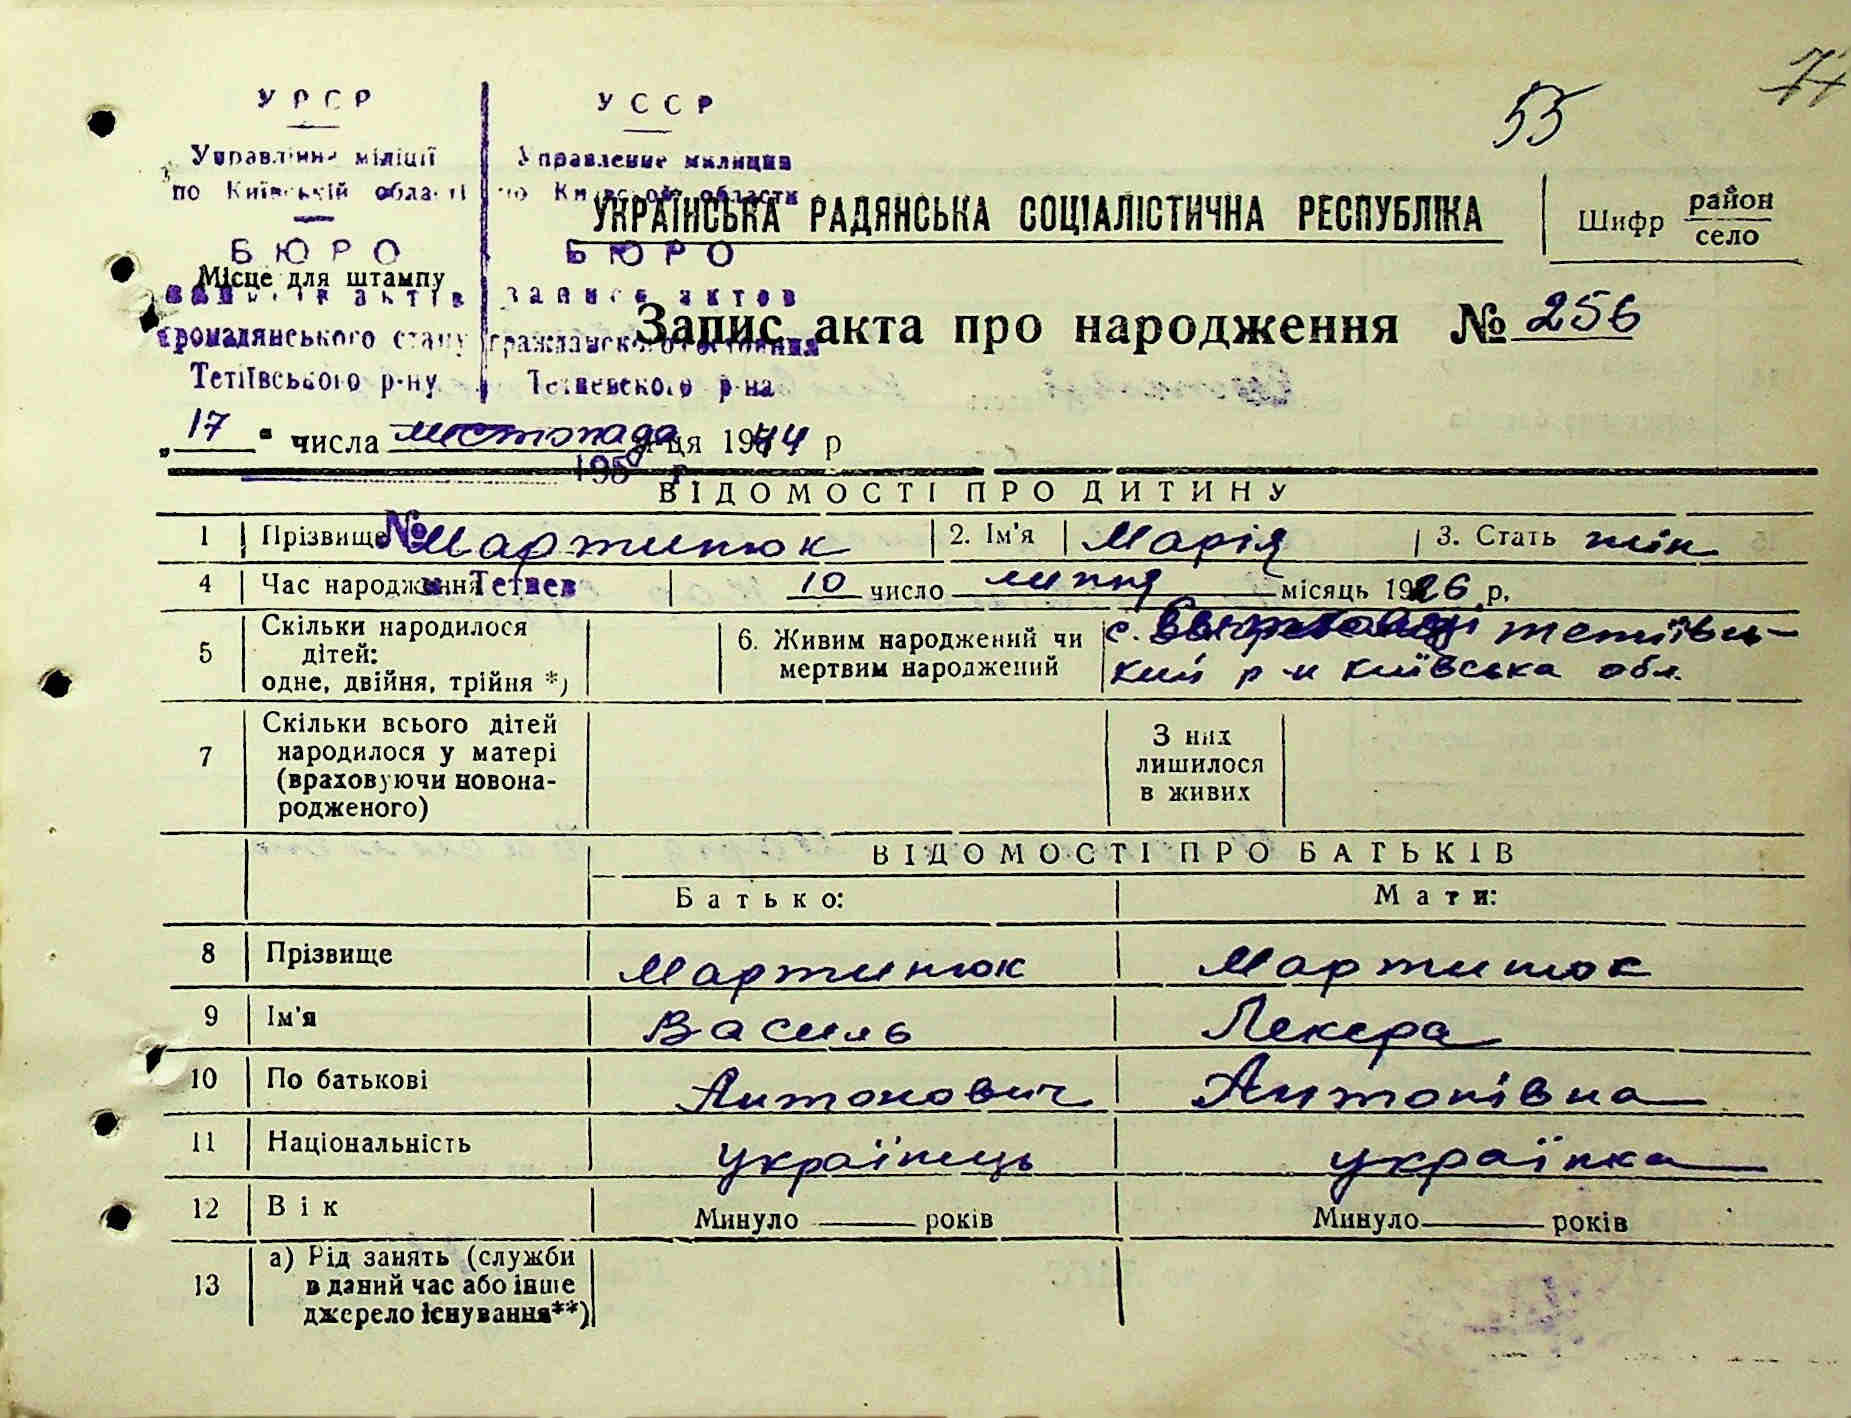 УРСР
Управління міліції
по Київській області
БЮРО
записів актів
громадянського стану
Тетіївського р-ну
УССР
Управление милиции
по Киевской области
БЮРО
записи актов
гражданского состояния
Тетиевского р-на
55
УКРАЇНСЬКА РАДЯНСЬКА СОЦІАЛІСТИЧНА РЕСПУБЛІКА
Шифр район
село
Місце для штампу
Запис акта про народження № 256
„17" числа листопада м-ця 1944 р
195 г.
ВІДОМОСТІ ПРО ДИТИНУ
1 Прізвище № Мартинюк 2. Ім'я Марія 3. Стать жін
4 Час народження Тетиев 10 число липня місяць 1926 р.
5 Скільки народилося
дітей:
одне, двійня, трійня *)
6. Живим народжений чи
мертвим народжений
с. тетіївсь-
кий р-н Київська обл.
7 Скільки всього дітей
народилося у матері
(враховуючи новона-
родженого)
З них
лишилося
в живих
ВІДОМОСТІ ПРО БАТЬКІВ
Батько: Мати:
8 Прізвище Мартинюк Мартинюк
9 Ім'я Василь Лекера
10 По батькові Антонович Антонівна
11 Національність українець українка
12 Вік Минуло років Минуло років
13 а) Рід занять (служби
в даний час або інше
джерело існування**)